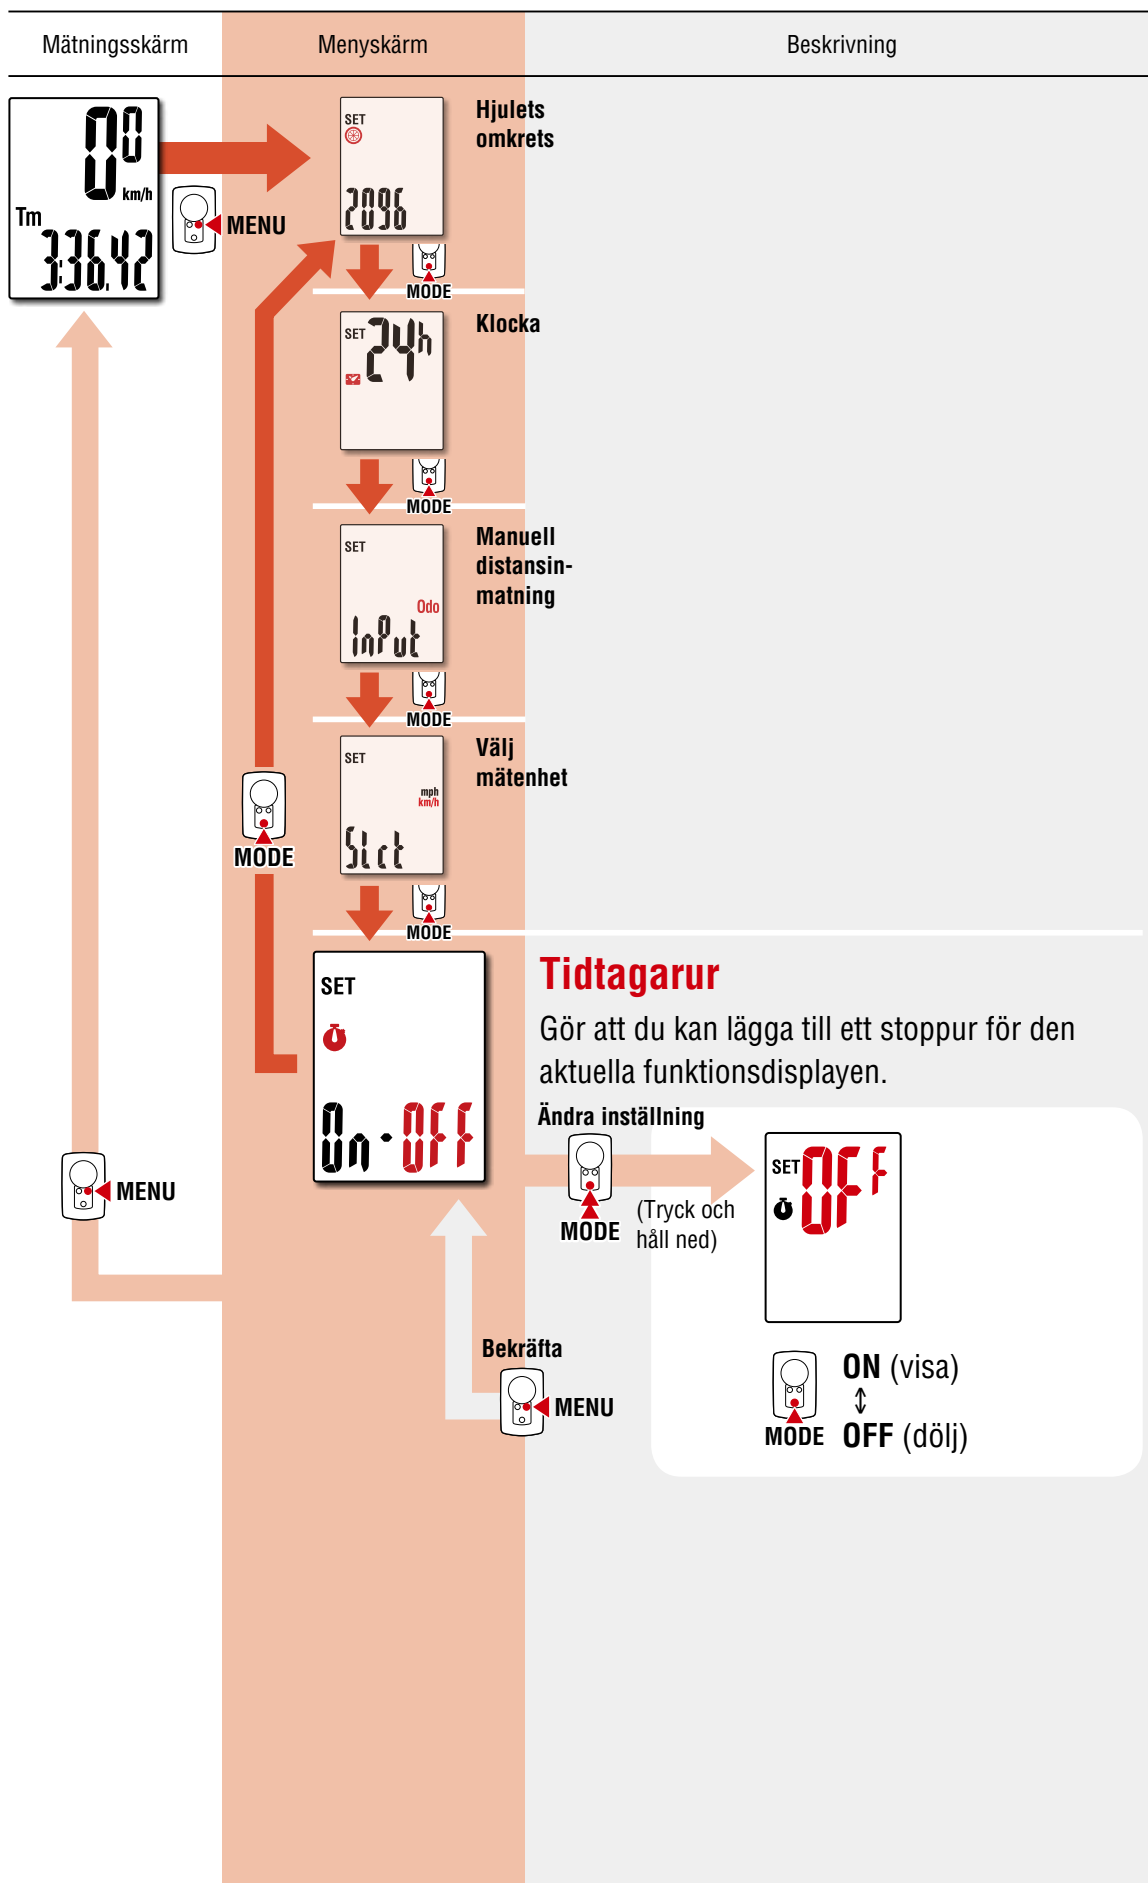 Mätningsskärm
Menyskärm
Beskrivning
0.0
km/h
Tm
3:36.42
MENU
SET
2096
Hjulets
omkrets
MODE
SET
24h
Klocka
MODE
SET
Odo
InPut
Manuell
distansin-
matning
MODE
SET
mph
km/h
Slct
Välj
mätenhet
MODE
MODE
SET
On·OFF
Tidtagarur
Gör att du kan lägga till ett stoppur för den
aktuella funktionsdisplayen.
Ändra inställning
MODE
(Tryck och
håll ned)
SET
OFF
MENU
Bekräfta
MENU
MODE
ON (visa)
↕
OFF (dölj)